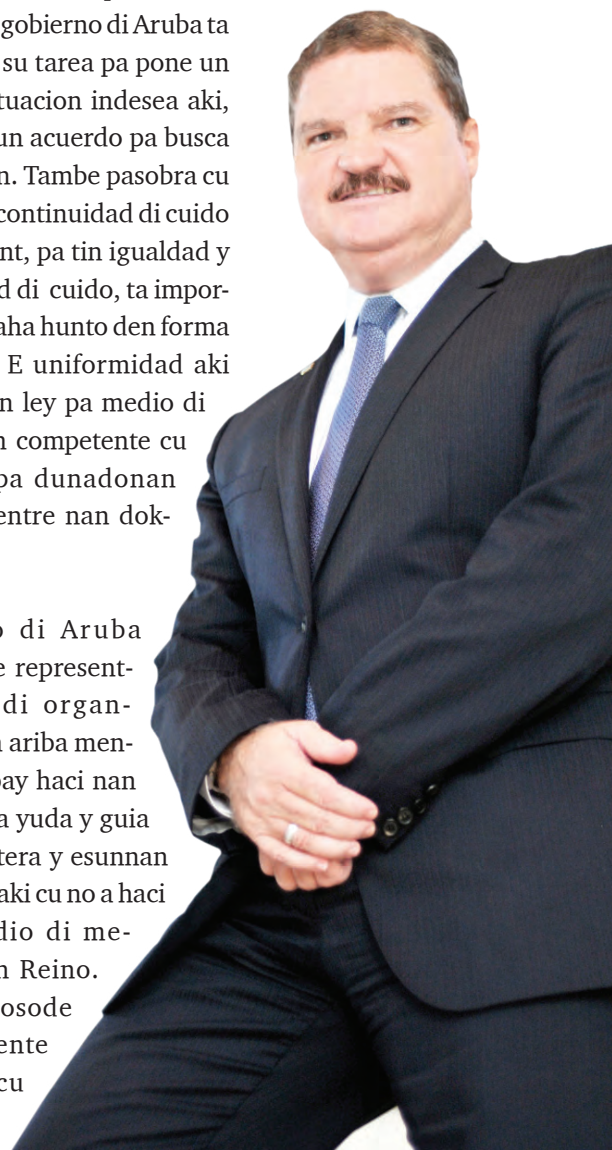 gobierno di Aruba ta
su tarea pa pone un
tuacion indesea aki,
un acuerdo pa busca
n. Tambe pasobra cu
continuidad di cuido
nt, pa tin igualdad y
d di cuido, ta impor-
aha hunto den forma
E uniformidad aki
n ley pa medio di
n competente cu
pa dunadonan
entre nan dok-
o di Aruba
e represent-
di organ-
n ariba men-
pay haci nan
a yuda y guia
tera y esunnan
aki cu no a haci
dio di me-
n Reino.
osode
ente
cu